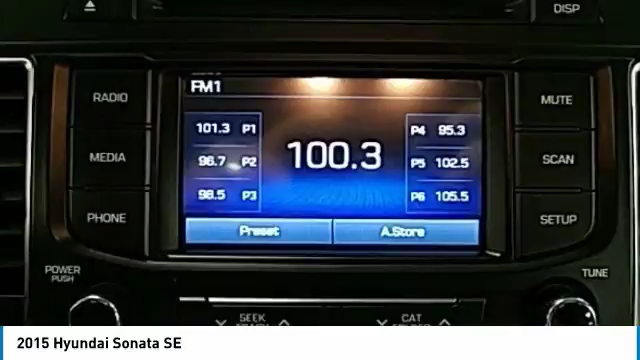 DISP
FM1
RADIO
MEDIA
PHONE
101.3 P1
96.7 P2
98.5 P3
100.3
P4 95.3
P5 102.5
P6 105.5
Preset
A.Store
MUTE
SCAN
SETUP
POWER
PUSH
TUNE
SEEK
CAT
2015 Hyundai Sonata SE